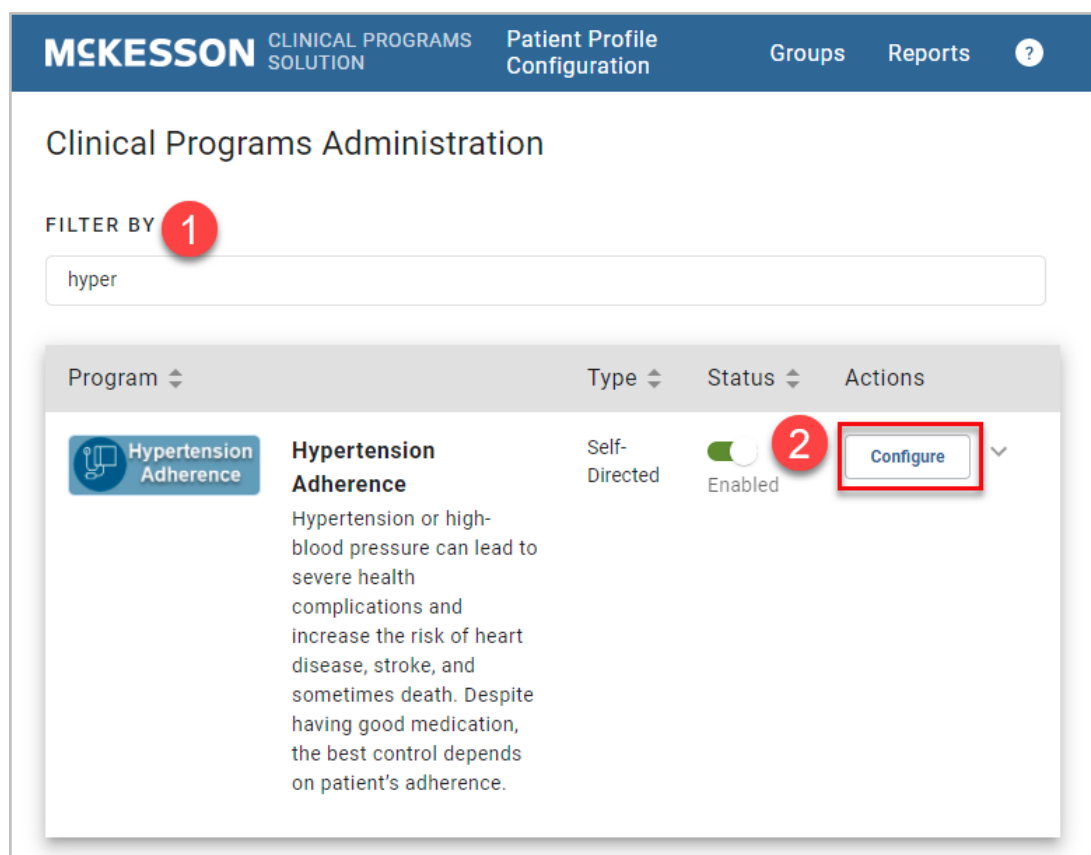 MCKESSON CLINICAL PROGRAMS SOLUTION
Patient Profile Configuration
Groups
Reports
?
Clinical Programs Administration
FILTER BY
1
hyper
Program
Type
Status
Actions
Hypertension
Adherence
Hypertension
Adherence
Hypertension or high-
blood pressure can lead to
severe health
complications and
increase the risk of heart
disease, stroke, and
sometimes death. Despite
having good medication,
the best control depends
on patient's adherence.
Self-
Directed
Enabled
2
Configure